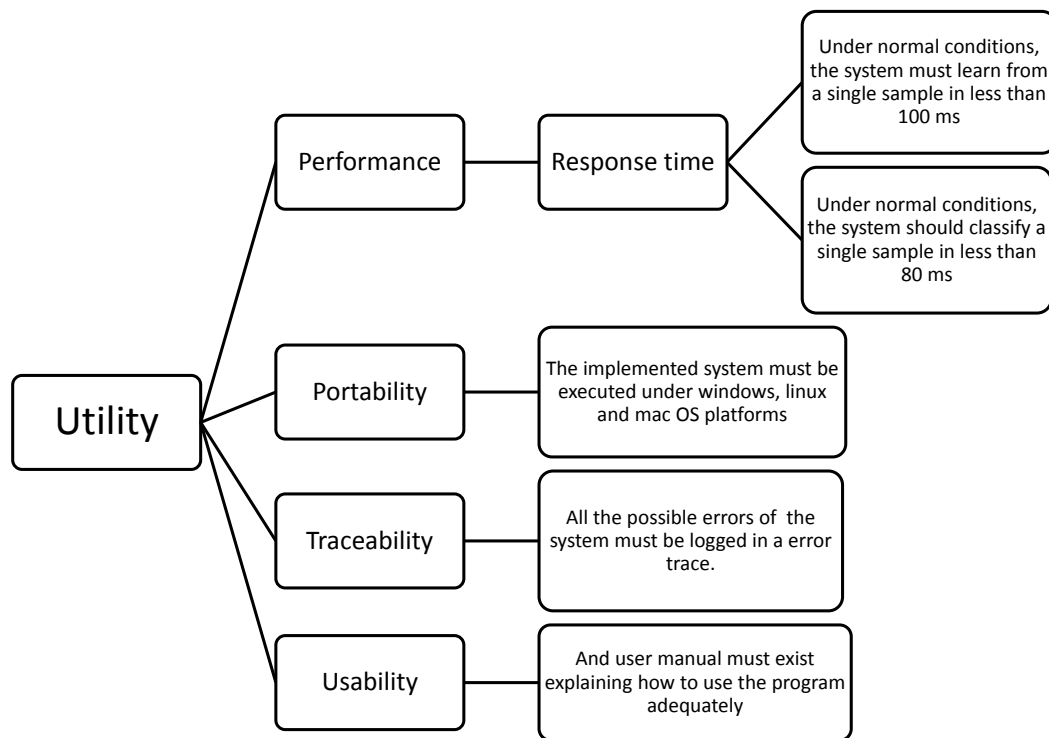 Utility
Performance
Response time
Under normal conditions,
the system must learn from
a single sample in less than
100 ms
Under normal conditions,
the system should classify a
single sample in less than
80 ms
Portability
The implemented system must be
executed under windows, linux
and mac OS platforms
Traceability
All the possible errors of the
system must be logged in a error
trace.
Usability
And user manual must exist
explaining how to use the program
adequately